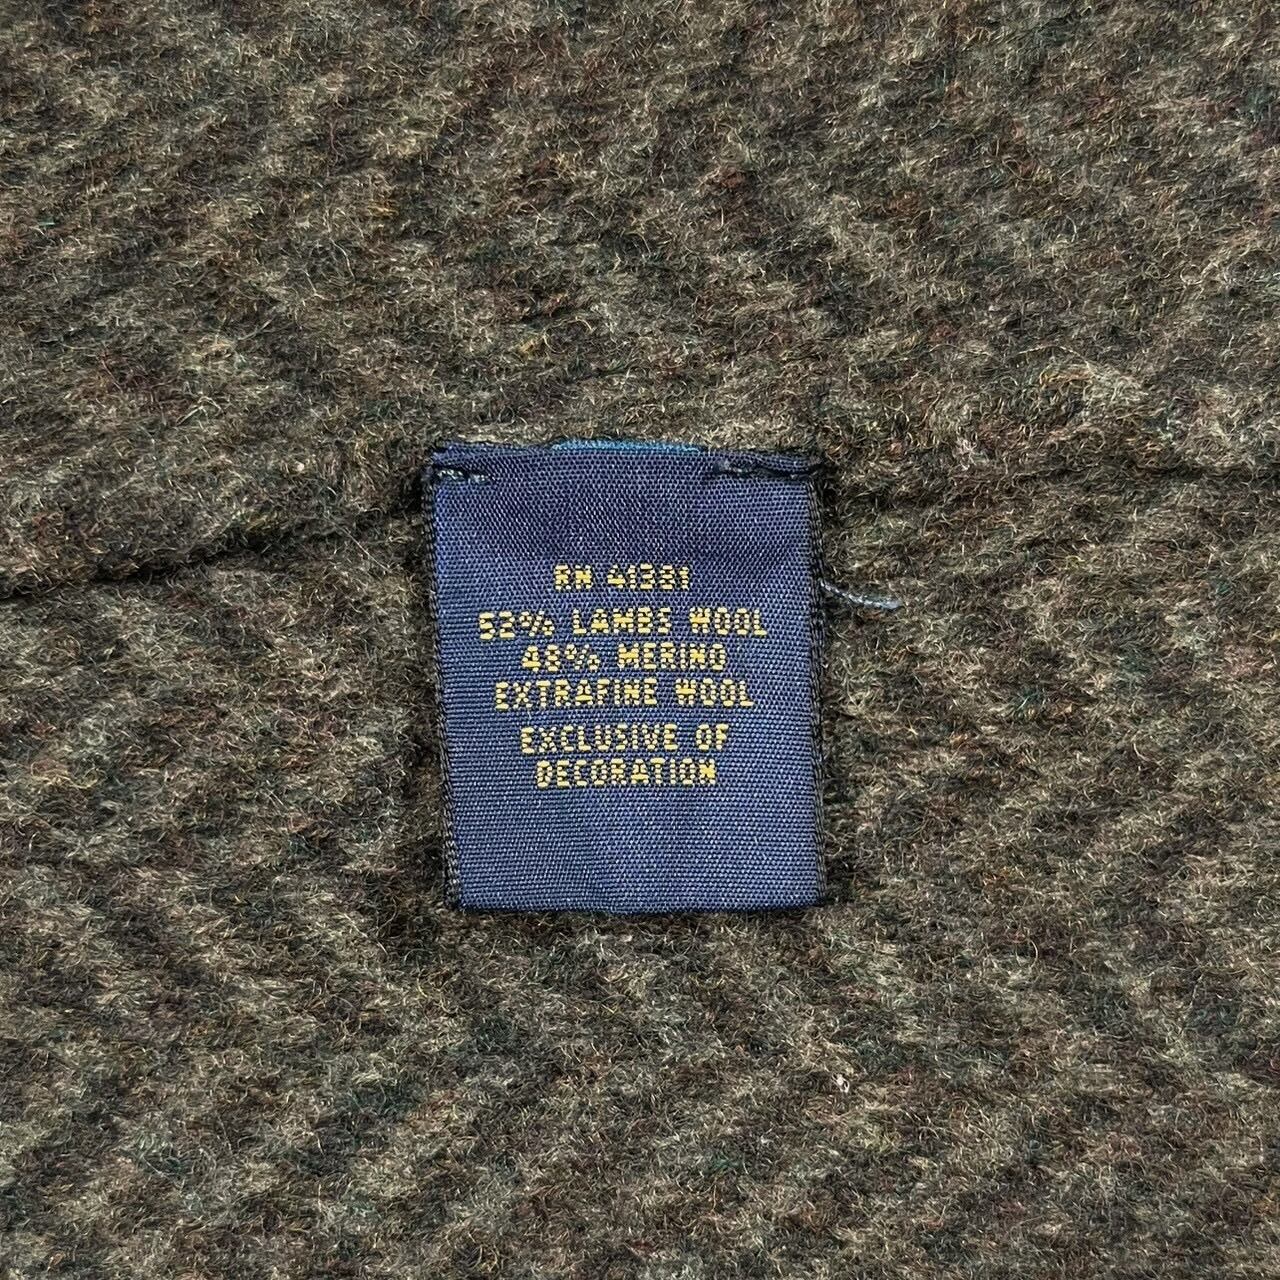 RN 41381
52% LAMBS WOOL
48% MERINO
EXTRAFINE WOOL
EXCLUSIVE OF
DECORATION